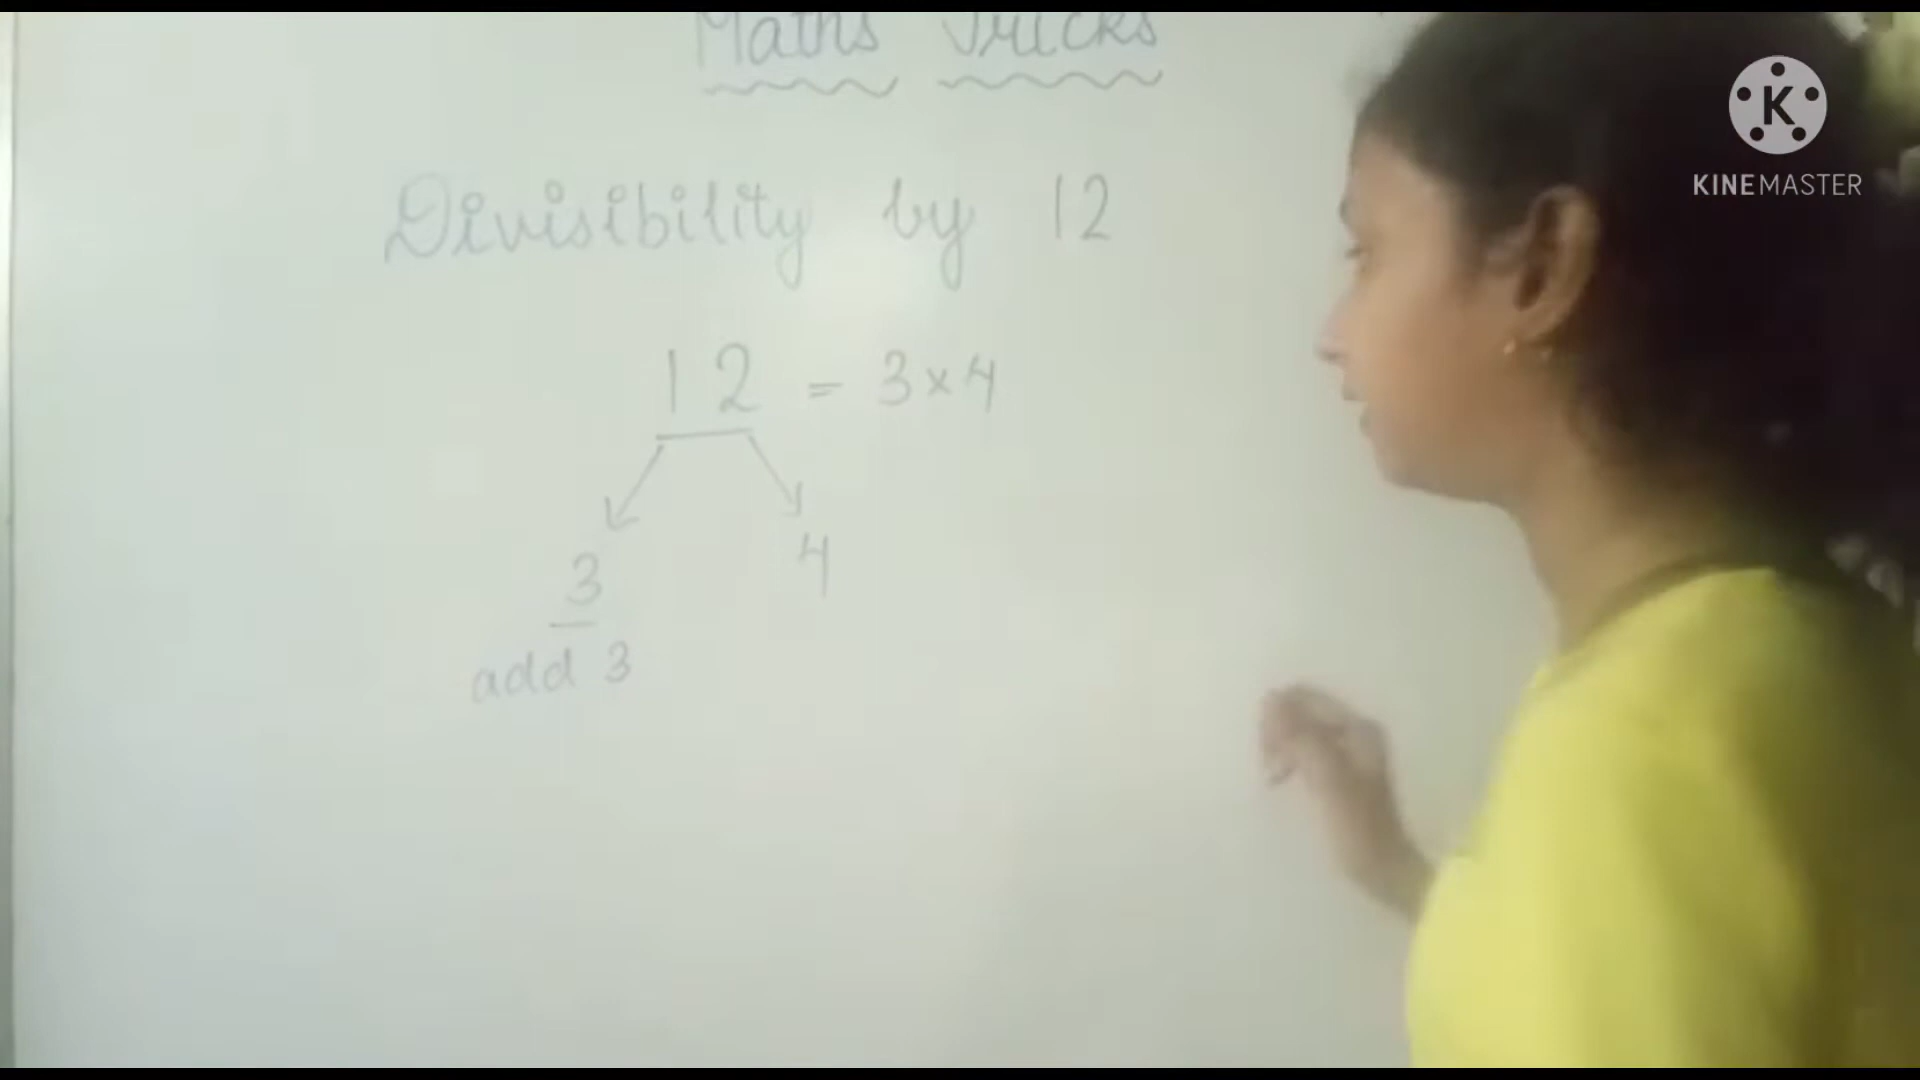 Maths Tricks
K
KINEMASTER
Divisibility by 12
12 = 3×4
3 4
add 3